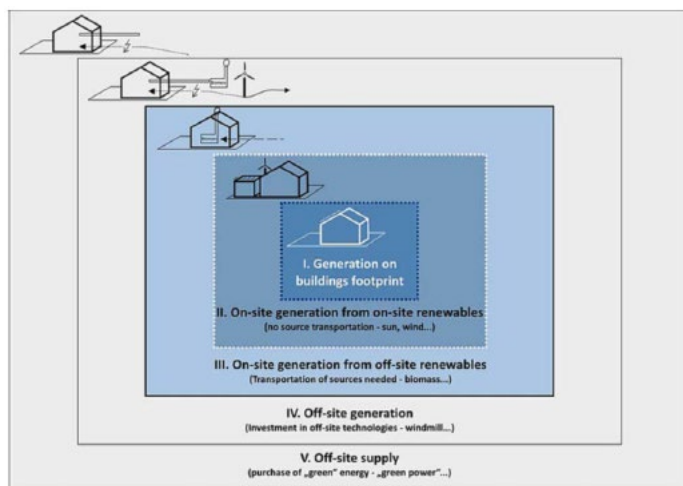 I. Generation on
buildings footprint
II. On-site generation from on-site renewables
(no source transportation - sun, wind...)
III. On-site generation from off-site renewables
(Transportation of sources needed - biomass...)
IV. Off-site generation
(Investment in off-site technologies - windmill...)
V. Off-site supply
(purchase of „green" energy - „green power"...)